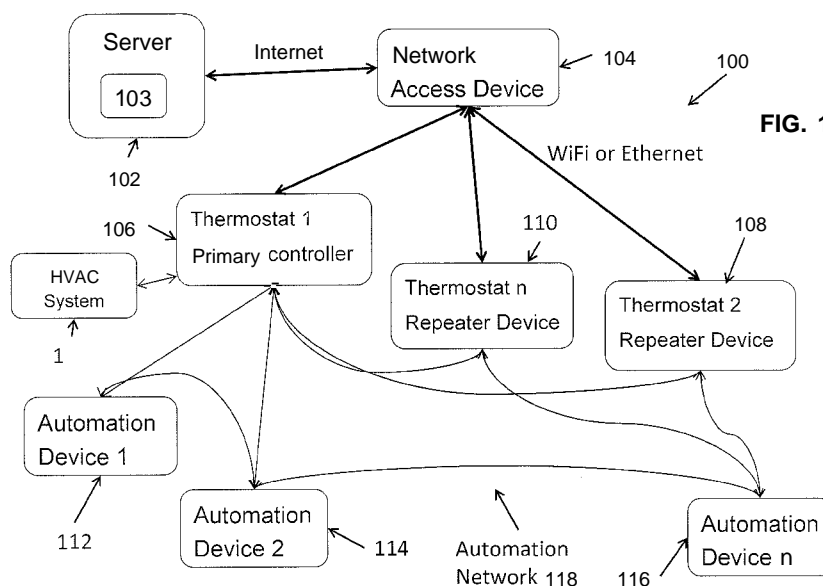 Server
103
102
Internet
Network
Access Device
104
100
FIG. 1
WiFi or Ethernet
106
Thermostat 1
Primary controller
110
108
HVAC
System
1
Thermostat n
Repeater Device
Thermostat 2
Repeater Device
Automation
Device 1
112
Automation
Device 2
114
Automation
Network 118
116
Automation
Device n